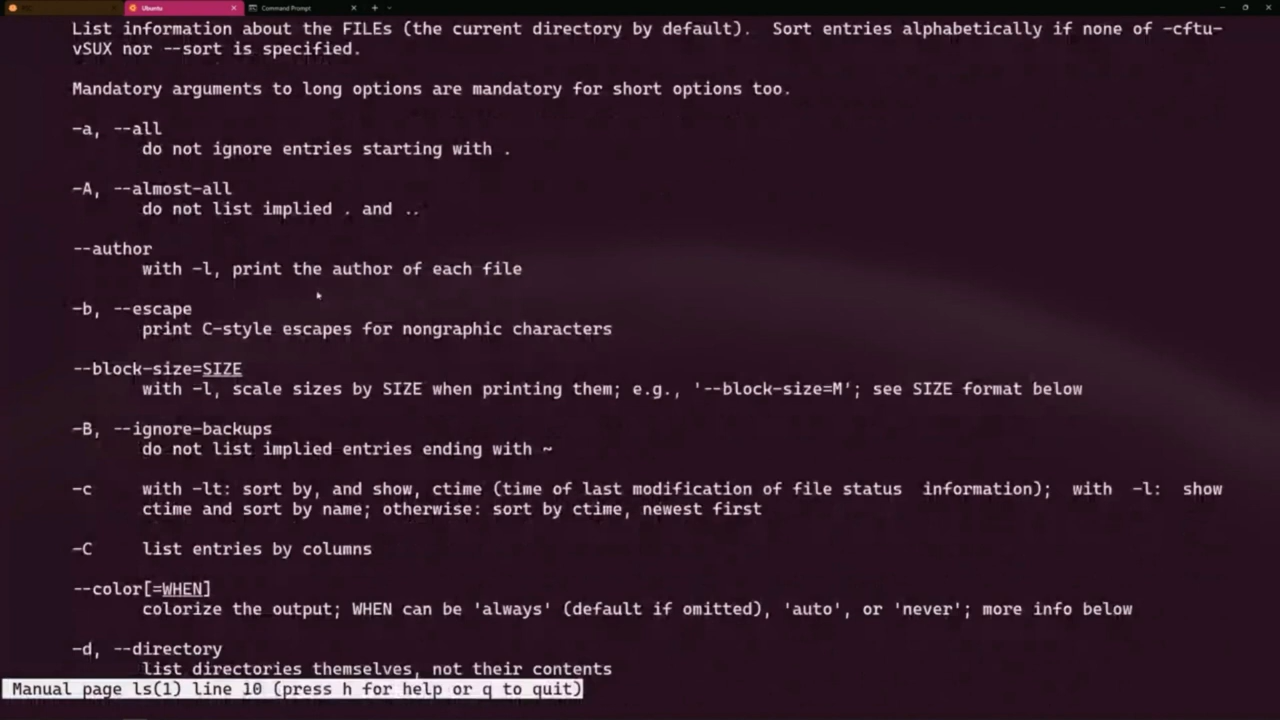 Ubuntu
Command Prompt
List information about the FILEs (the current directory by default).  Sort entries alphabetically if none of -cftu-
vSUX nor --sort is specified.
Mandatory arguments to long options are mandatory for short options too.
-a, --all
do not ignore entries starting with .
-A, --almost-all
do not list implied . and ..
--author
with -l, print the author of each file
-b, --escape
print C-style escapes for nongraphic characters
--block-size=SIZE
with -l, scale sizes by SIZE when printing them; e.g., '--block-size=M'; see SIZE format below
-B, --ignore-backups
do not list implied entries ending with ~
-c     with -lt: sort by, and show, ctime (time of last modification of file status  information);  with  -l:  show
ctime and sort by name; otherwise: sort by ctime, newest first
-C     list entries by columns
--color[=WHEN]
colorize the output; WHEN can be 'always' (default if omitted), 'auto', or 'never'; more info below
-d, --directory
list directories themselves, not their contents
Manual page ls(1) line 10 (press h for help or q to quit)